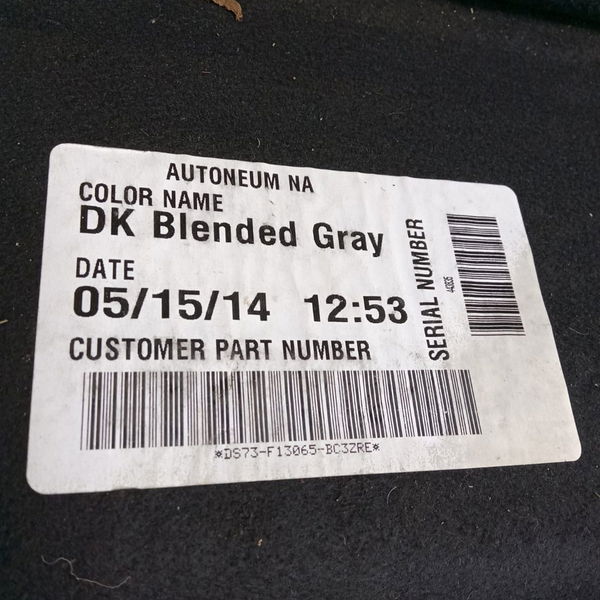 AUTONEUM NA
COLOR NAME
DK Blended Gray
DATE
05/15/14 12:53
CUSTOMER PART NUMBER
*DS73-F13065-BC3ZRE*
SERIAL NUMBER